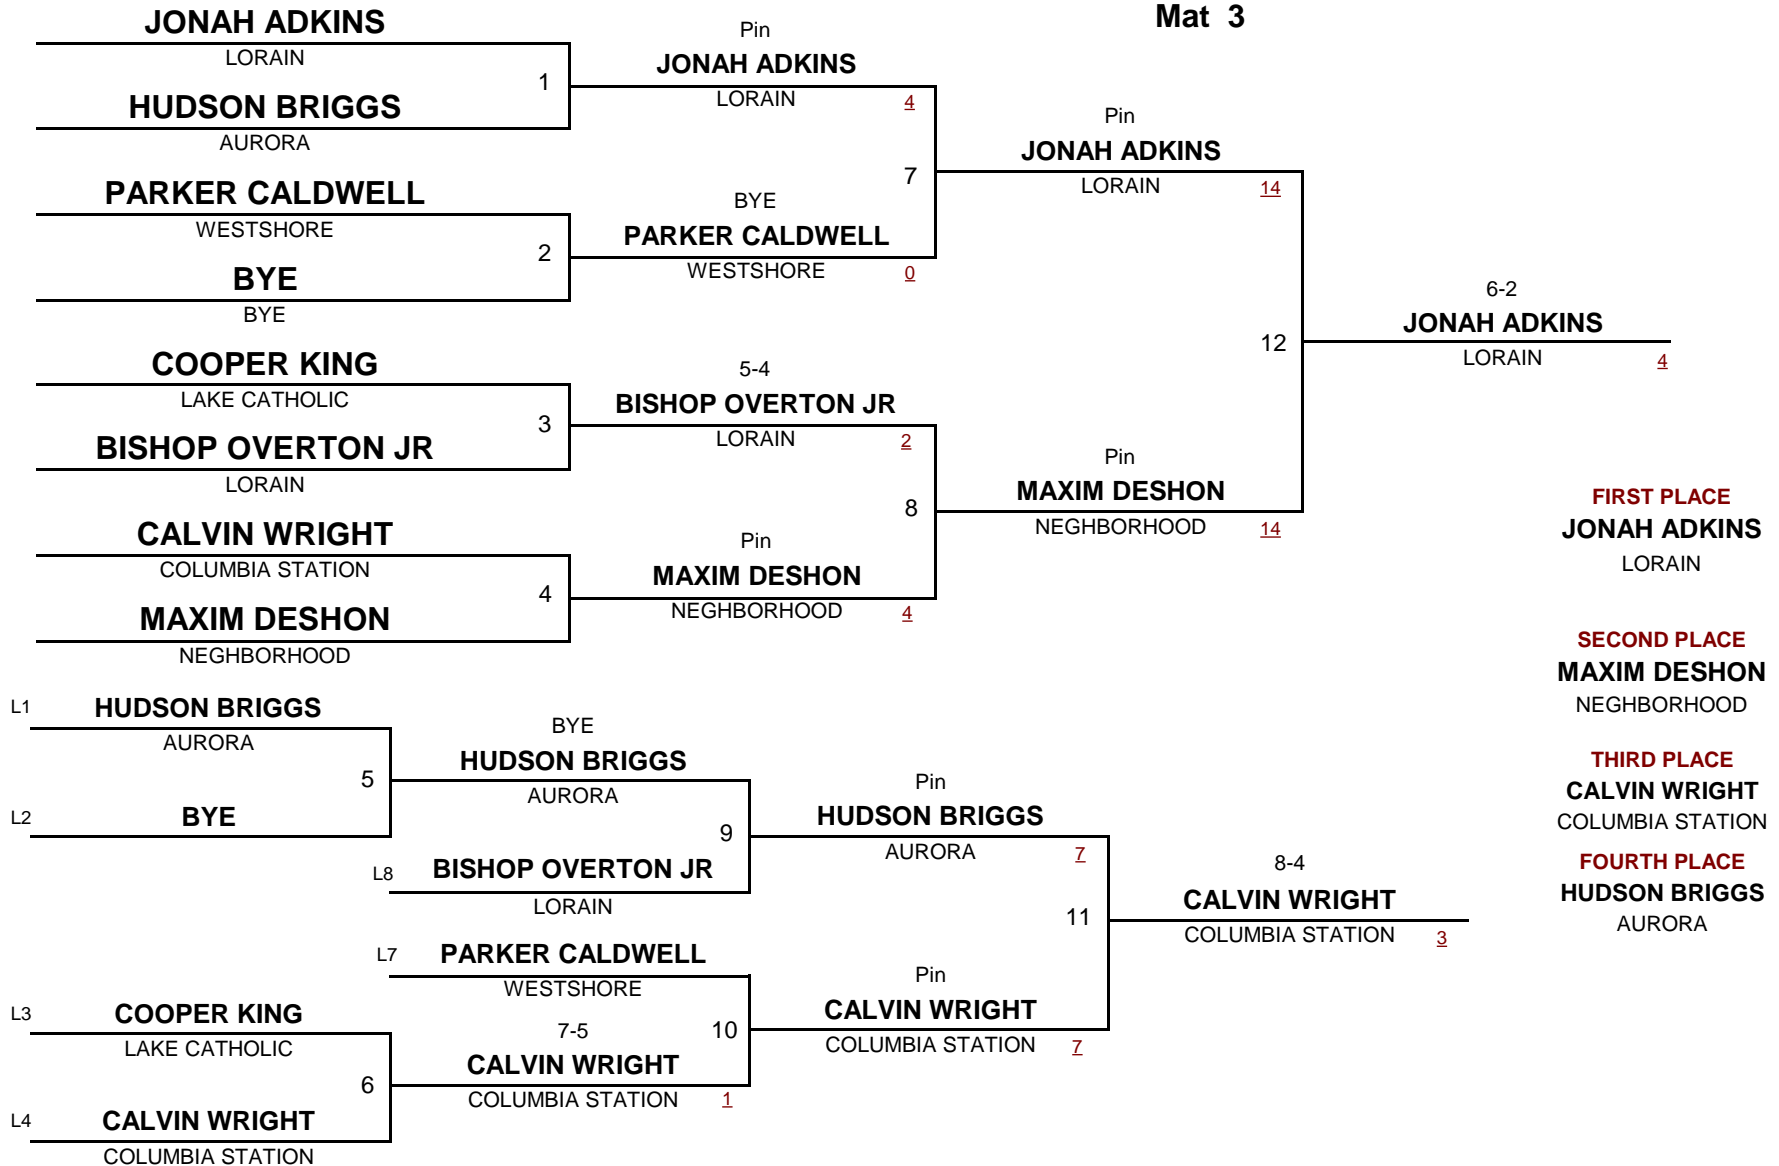 Mat 3
JONAH ADKINS
LORAIN
1
HUDSON BRIGGS
AURORA
PARKER CALDWELL
WESTSHORE
2
BYE
BYE
COOPER KING
LAKE CATHOLIC
3
BISHOP OVERTON JR
LORAIN
CALVIN WRIGHT
COLUMBIA STATION
4
MAXIM DESHON
NEGHBORHOOD
Pin
JONAH ADKINS
LORAIN 4
7
BYE
PARKER CALDWELL
WESTSHORE 0
5-4
BISHOP OVERTON JR
LORAIN 2
8
Pin
MAXIM DESHON
NEGHBORHOOD 4
Pin
JONAH ADKINS
LORAIN 14
12
Pin
MAXIM DESHON
NEGHBORHOOD 14
6-2
JONAH ADKINS
LORAIN 4
FIRST PLACE
JONAH ADKINS
LORAIN
SECOND PLACE
MAXIM DESHON
NEGHBORHOOD
THIRD PLACE
CALVIN WRIGHT
COLUMBIA STATION
FOURTH PLACE
HUDSON BRIGGS
AURORA
L1 HUDSON BRIGGS
AURORA
5
L2 BYE
L3 COOPER KING
LAKE CATHOLIC
6
L4 CALVIN WRIGHT
COLUMBIA STATION
BYE
HUDSON BRIGGS
AURORA
9
L8 BISHOP OVERTON JR
LORAIN
L7 PARKER CALDWELL
WESTSHORE
10
7-5
CALVIN WRIGHT
COLUMBIA STATION 1
Pin
HUDSON BRIGGS
AURORA 7
11
Pin
CALVIN WRIGHT
COLUMBIA STATION 7
8-4
CALVIN WRIGHT
COLUMBIA STATION 3